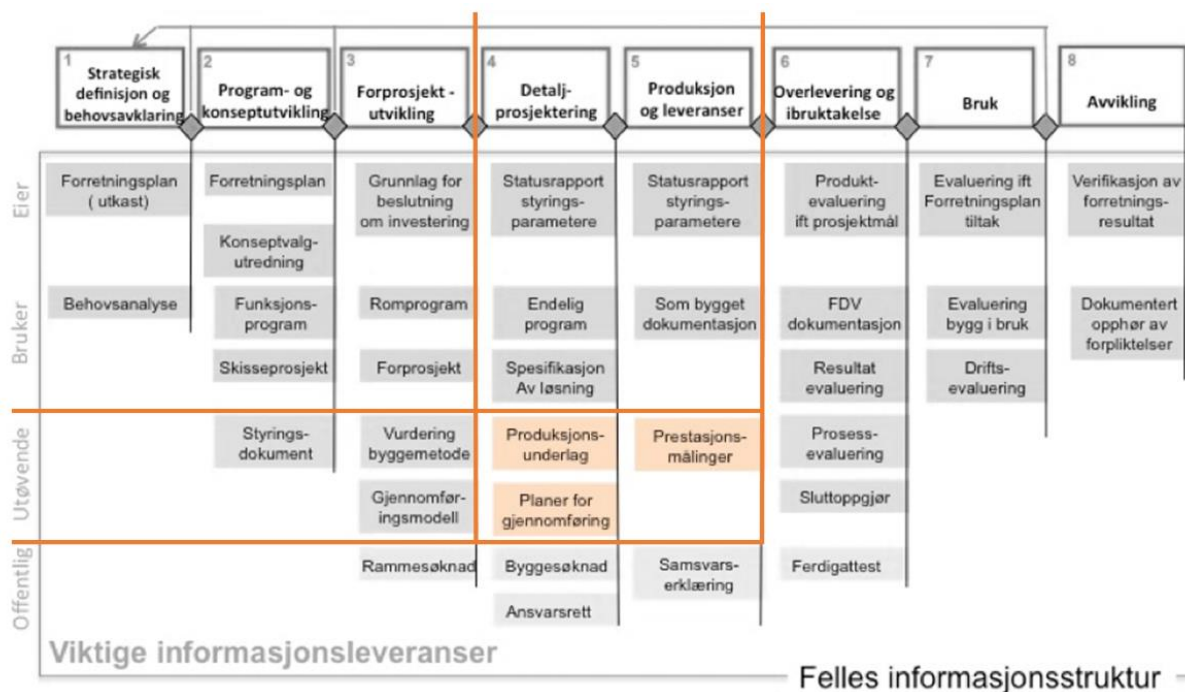 1
Strategisk
definisjon og
behovsavklaring
2
Program- og
konseptutvikling
3
Forprosjekt -
utvikling
4
Detalj-
prosjektering
5
Produksjon
og leveranser
6
Overlevering og
ibruktakelse
7
Bruk
8
Avvikling
Eier
Forretningsplan
( utkast)
Forretningsplan
Konseptvalg-
utredning
Grunnlag for
beslutning
om investering
Statusrapport
styrings-
parametere
Statusrapport
styrings-
parametere
Produkt-
evaluering
ift prosjektmål
Evaluering ift
Forretningsplan
tiltak
Verifikasjon av
forretnings-
resultat
Bruker
Behovsanalyse
Funksjons-
program
Skisseprosjekt
Romprogram
Forprosjekt
Endelig
program
Spesifikasjon
Av løsning
Som bygget
dokumentasjon
FDV
dokumentasjon
Resultat
evaluering
Evaluering
bygg i bruk
Drifts-
evaluering
Dokumentert
opphør av
forpliktelser
Utøvende
Styrings-
dokument
Vurdering
byggemetode
Gjennomfør-
ingsmodell
Produksjons-
underlag
Planer for
gjennomføring
Prestasjons-
målinger
Prosess-
evaluering
Sluttoppgjør
Offentlig
Rammesøknad
Byggesøknad
Ansvarsrett
Samsvars-
erklæring
Ferdigattest
Viktige informasjonsleveranser
Felles informasjonsstruktur